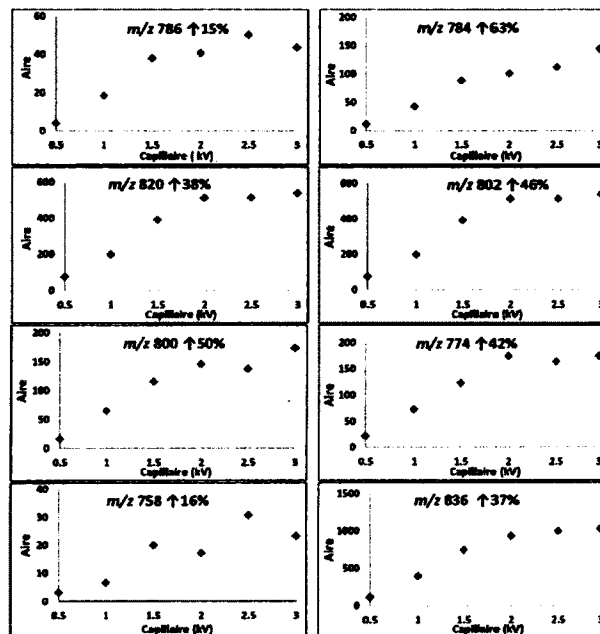 m/z 786 ↑15%
60
40
20
0
Aire
0.5 1 1.5 2 2.5 3
Capillaire (kV)
m/z 784 ↑63%
200
150
100
50
0
Aire
0.5 1 1.5 2 2.5 3
Capillaire (kV)
m/z 820 ↑38%
600
400
200
0
Aire
0.5 1 1.5 2 2.5 3
Capillaire (kV)
m/z 802 ↑46%
600
400
200
0
Aire
0.5 1 1.5 2 2.5 3
Capillaire (kV)
m/z 800 ↑50%
200
150
100
50
0
Aire
0.5 1 1.5 2 2.5 3
Capillaire (kV)
m/z 774 ↑42%
200
150
100
50
0
Aire
0.5 1 1.5 2 2.5 3
Capillaire (kV)
m/z 758 ↑16%
40
30
20
10
0
Aire
0.5 1 1.5 2 2.5 3
Capillaire (kV)
m/z 836 ↑37%
1500
1000
500
0
Aire
0.5 1 1.5 2 2.5 3
Capillaire (kV)